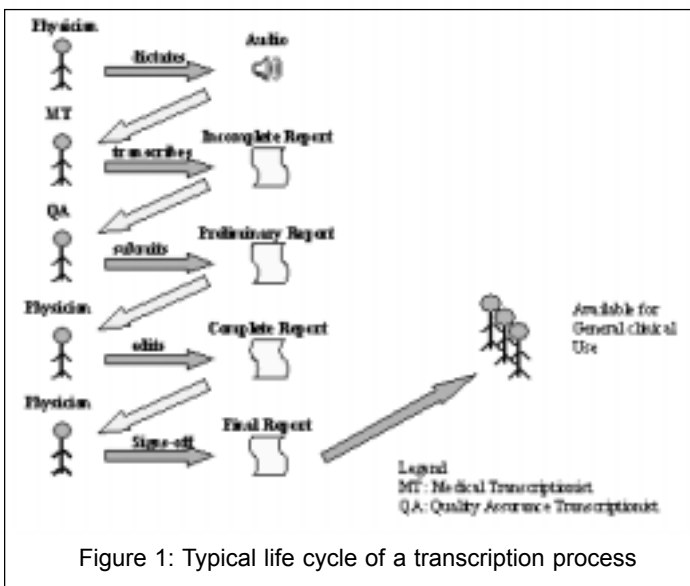 Physician
dictates
Audio
MT
transcribes
Incomplete Report
QA
submits
Preliminary Report
Physician
edits
Complete Report
Physician
Signs-off
Final Report
Available for
General clinical
Use
Legend
MT: Medical Transcriptionist
QA: Quality Assurance Transcriptionist
Figure 1: Typical life cycle of a transcription process